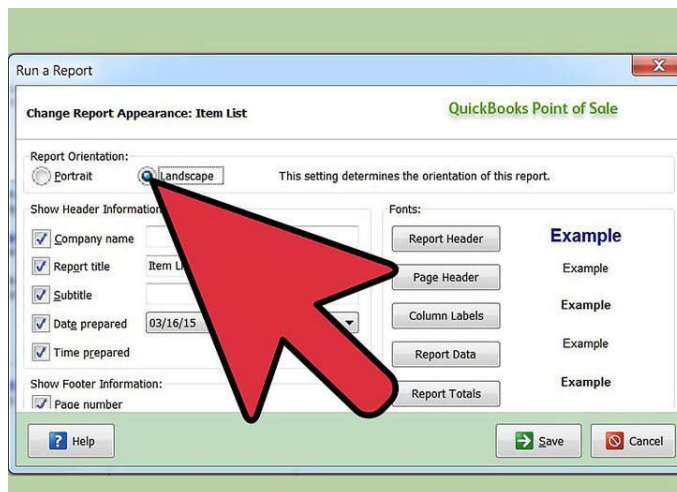 Run a Report
Change Report Appearance: Item List
QuickBooks Point of Sale
Report Orientation:
Portrait
Landscape
This setting determines the orientation of this report.
Show Header Information
Company name
Report title
Item Li
Subtitle
Date prepared
03/16/15
Time prepared
Show Footer Information:
Page number
Fonts:
Report Header
Example
Page Header
Example
Column Labels
Example
Report Data
Example
Report Totals
Example
Help
Save
Cancel